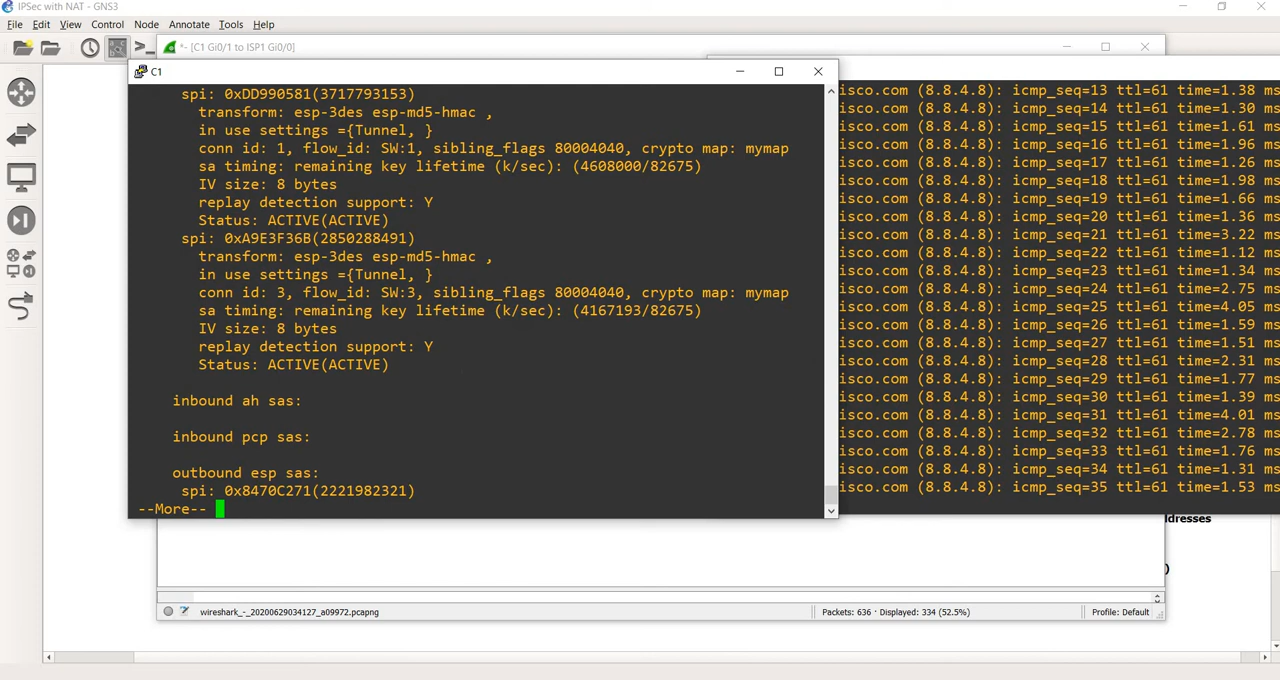 IPSec with NAT - GNS3
File Edit View Control Node Annotate Tools Help
*- [C1 Gi0/1 to ISP1 Gi0/0]
C1
spi: 0xDD990581(3717793153)
transform: esp-3des esp-md5-hmac ,
in use settings ={Tunnel, }
conn id: 1, flow_id: SW:1, sibling_flags 80004040, crypto map: mymap
sa timing: remaining key lifetime (k/sec): (4608000/82675)
IV size: 8 bytes
replay detection support: Y
Status: ACTIVE(ACTIVE)
spi: 0xA9E3F36B(2850288491)
transform: esp-3des esp-md5-hmac ,
in use settings ={Tunnel, }
conn id: 3, flow_id: SW:3, sibling_flags 80004040, crypto map: mymap
sa timing: remaining key lifetime (k/sec): (4167193/82675)
IV size: 8 bytes
replay detection support: Y
Status: ACTIVE(ACTIVE)
inbound ah sas:
inbound pcp sas:
outbound esp sas:
spi: 0x8470C271(2221982321)
--More--
isco.com (8.8.4.8): icmp_seq=13 ttl=61 time=1.38 ms
isco.com (8.8.4.8): icmp_seq=14 ttl=61 time=1.30 ms
isco.com (8.8.4.8): icmp_seq=15 ttl=61 time=1.61 ms
isco.com (8.8.4.8): icmp_seq=16 ttl=61 time=1.96 ms
isco.com (8.8.4.8): icmp_seq=17 ttl=61 time=1.26 ms
isco.com (8.8.4.8): icmp_seq=18 ttl=61 time=1.98 ms
isco.com (8.8.4.8): icmp_seq=19 ttl=61 time=1.66 ms
isco.com (8.8.4.8): icmp_seq=20 ttl=61 time=1.36 ms
isco.com (8.8.4.8): icmp_seq=21 ttl=61 time=3.22 ms
isco.com (8.8.4.8): icmp_seq=22 ttl=61 time=1.12 ms
isco.com (8.8.4.8): icmp_seq=23 ttl=61 time=1.34 ms
isco.com (8.8.4.8): icmp_seq=24 ttl=61 time=2.75 ms
isco.com (8.8.4.8): icmp_seq=25 ttl=61 time=4.05 ms
isco.com (8.8.4.8): icmp_seq=26 ttl=61 time=1.59 ms
isco.com (8.8.4.8): icmp_seq=27 ttl=61 time=1.51 ms
isco.com (8.8.4.8): icmp_seq=28 ttl=61 time=2.31 ms
isco.com (8.8.4.8): icmp_seq=29 ttl=61 time=1.77 ms
isco.com (8.8.4.8): icmp_seq=30 ttl=61 time=1.39 ms
isco.com (8.8.4.8): icmp_seq=31 ttl=61 time=4.01 ms
isco.com (8.8.4.8): icmp_seq=32 ttl=61 time=2.78 ms
isco.com (8.8.4.8): icmp_seq=33 ttl=61 time=1.76 ms
isco.com (8.8.4.8): icmp_seq=34 ttl=61 time=1.31 ms
isco.com (8.8.4.8): icmp_seq=35 ttl=61 time=1.53 ms
ddresses
)
wireshark_-_20200629034127_a09972.pcapng
Packets: 636 · Displayed: 334 (52.5%)
Profile: Default